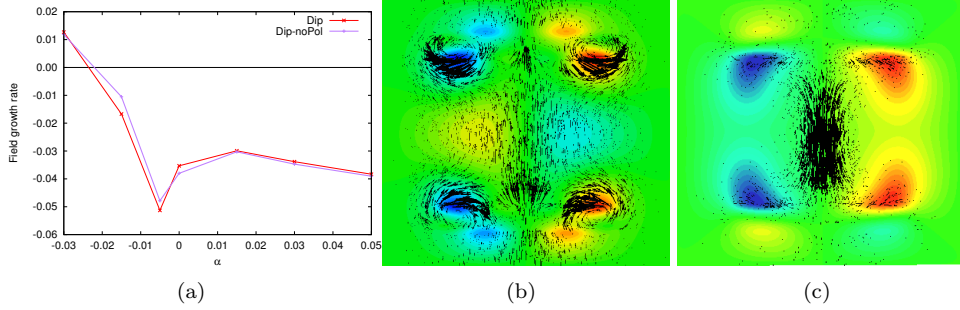 0.02
0.01
0.00
-0.01
-0.02
-0.03
-0.04
-0.05
-0.06
Field growth rate
Dip
Dip-noPol
-0.03 -0.02 -0.01 0 0.01 0.02 0.03 0.04 0.05
α
(a) (b) (c)